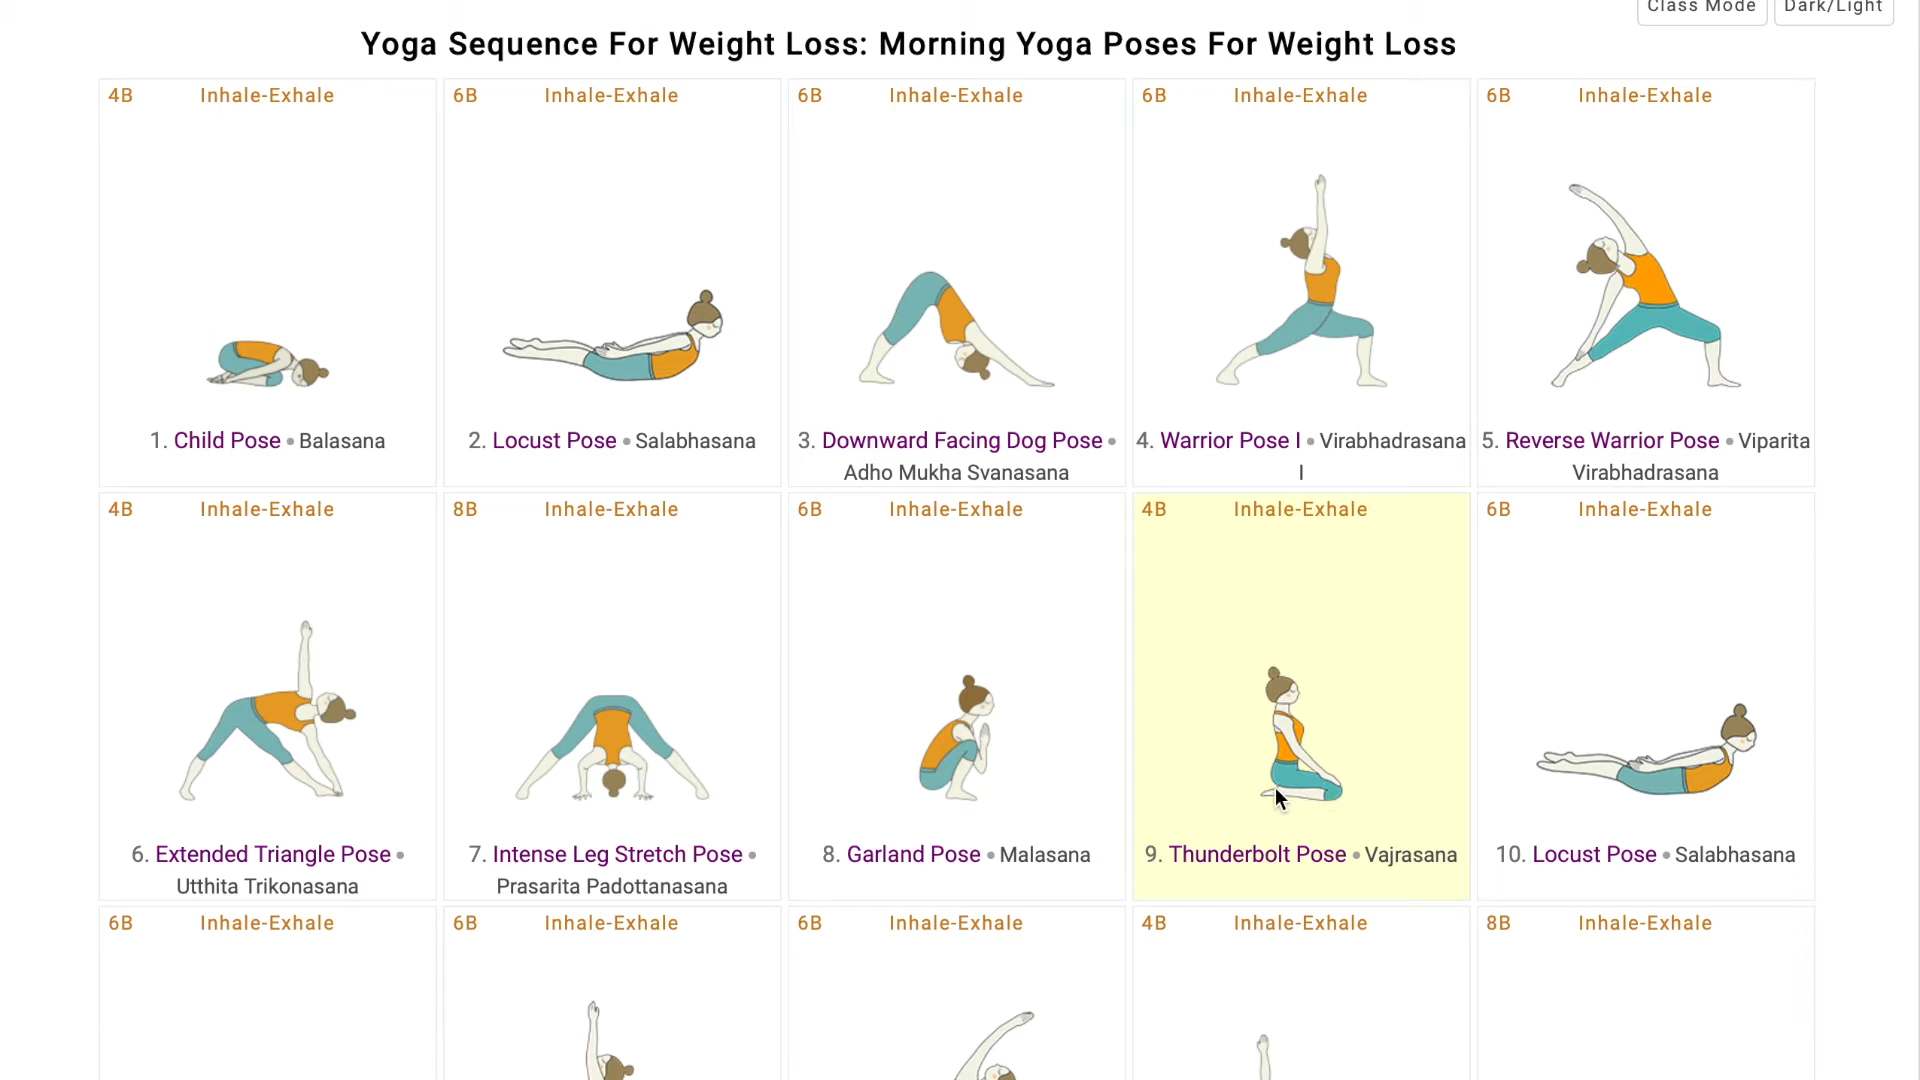 Class Mode Dark/Light
Yoga Sequence For Weight Loss: Morning Yoga Poses For Weight Loss
4B Inhale-Exhale
6B Inhale-Exhale
6B Inhale-Exhale
6B Inhale-Exhale
6B Inhale-Exhale
1. Child Pose • Balasana
2. Locust Pose • Salabhasana
3. Downward Facing Dog Pose •
Adho Mukha Svanasana
4. Warrior Pose I • Virabhadrasana
I
5. Reverse Warrior Pose • Viparita
Virabhadrasana
4B Inhale-Exhale
8B Inhale-Exhale
6B Inhale-Exhale
4B Inhale-Exhale
6B Inhale-Exhale
6. Extended Triangle Pose •
Utthita Trikonasana
7. Intense Leg Stretch Pose •
Prasarita Padottanasana
8. Garland Pose • Malasana
9. Thunderbolt Pose • Vajrasana
10. Locust Pose • Salabhasana
6B Inhale-Exhale
6B Inhale-Exhale
6B Inhale-Exhale
4B Inhale-Exhale
8B Inhale-Exhale